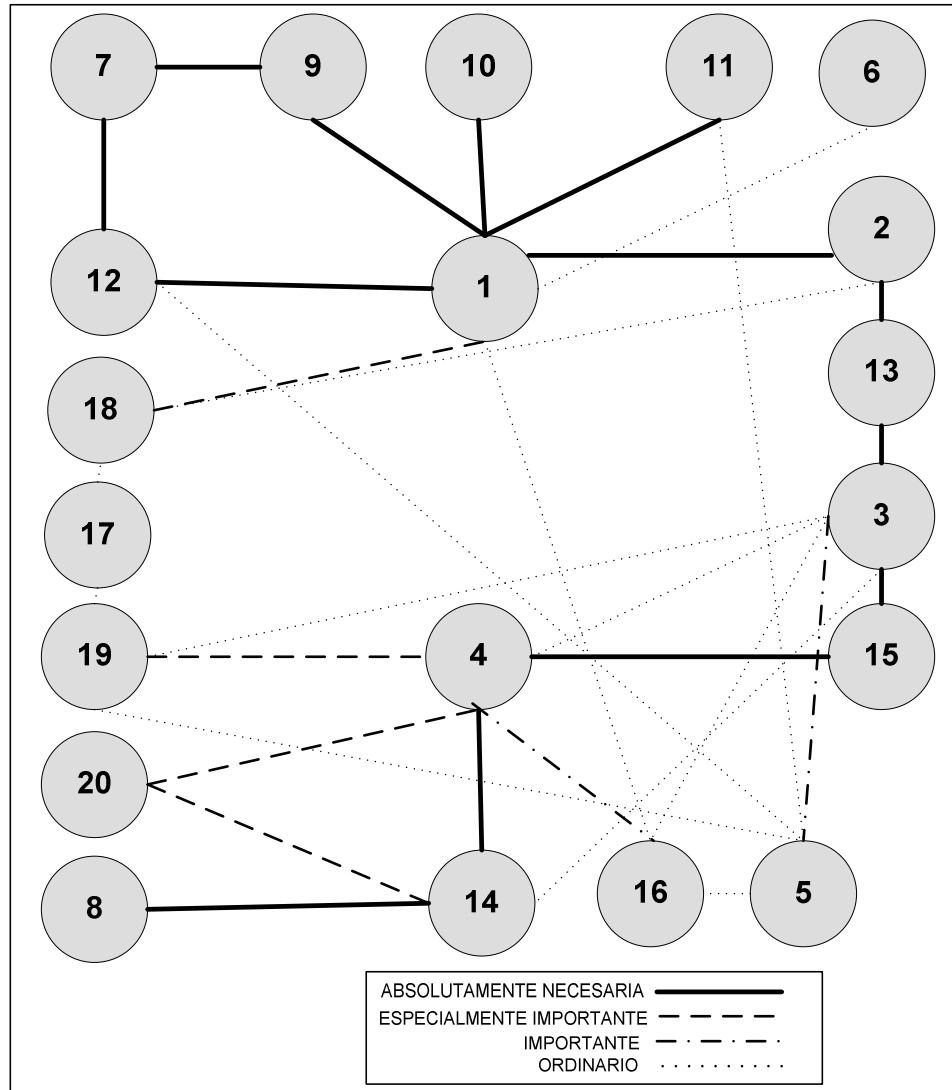 7 9 10 11 6
2
12 1
18 13
17 3
19 4 15
20
8 14 16 5
ABSOLUTAMENTE NECESARIA
ESPECIALMENTE IMPORTANTE
IMPORTANTE
ORDINARIO